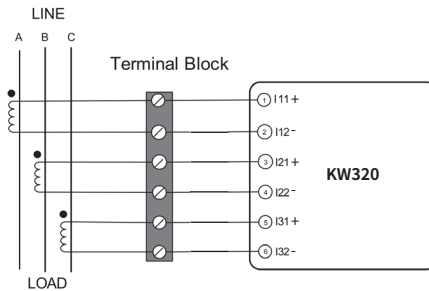 LINE
A B C
Terminal Block
1 I11+
2 I12-
3 I21+
KW320
4 I22-
5 I31+
6 I32-
LOAD